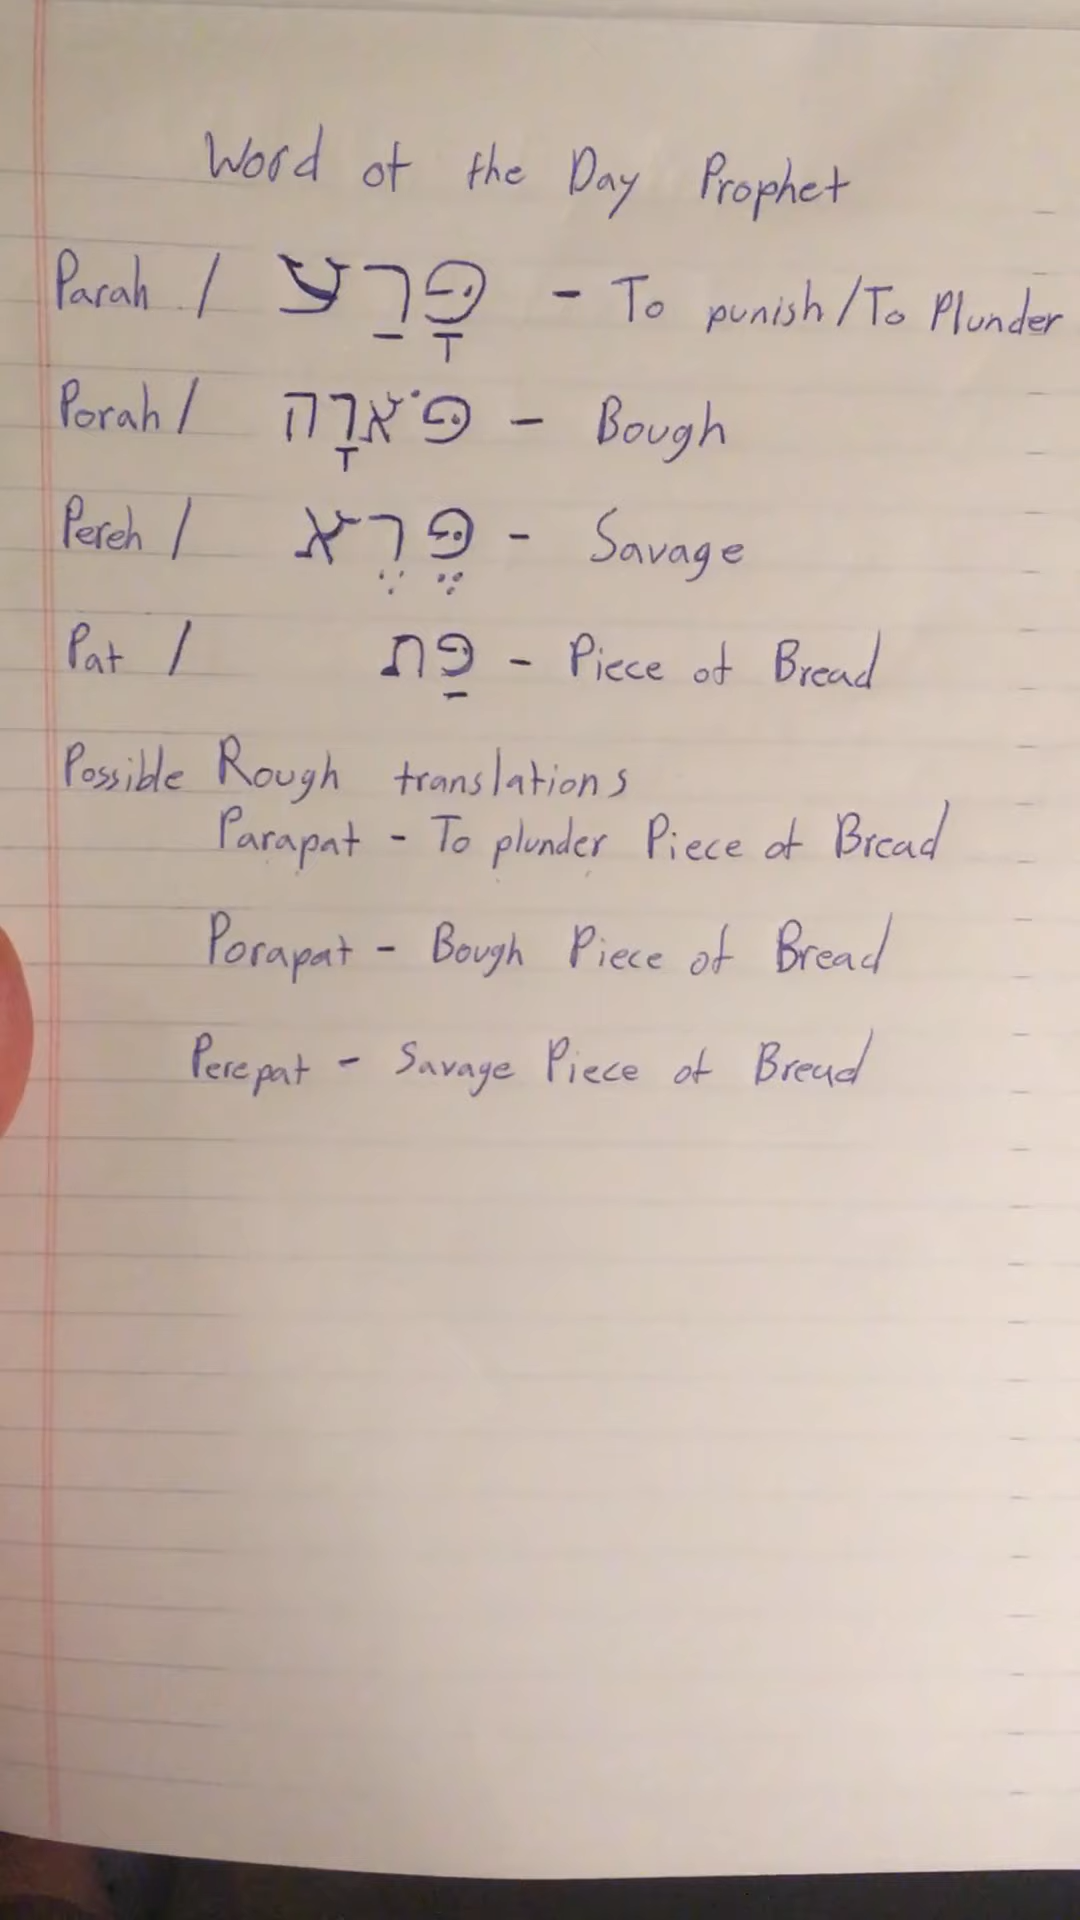 Word of the Day Prophet
Parah / פָּרַע - To punish/To Plunder
Porah / פֹּארָה - Bough
Pereh / פֶּרֶא - Savage
Pat / פַּת - Piece of Bread
Possible Rough translations
Parapat - To plunder Piece of Bread
Porapat - Bough Piece of Bread
Perepat - Savage Piece of Bread